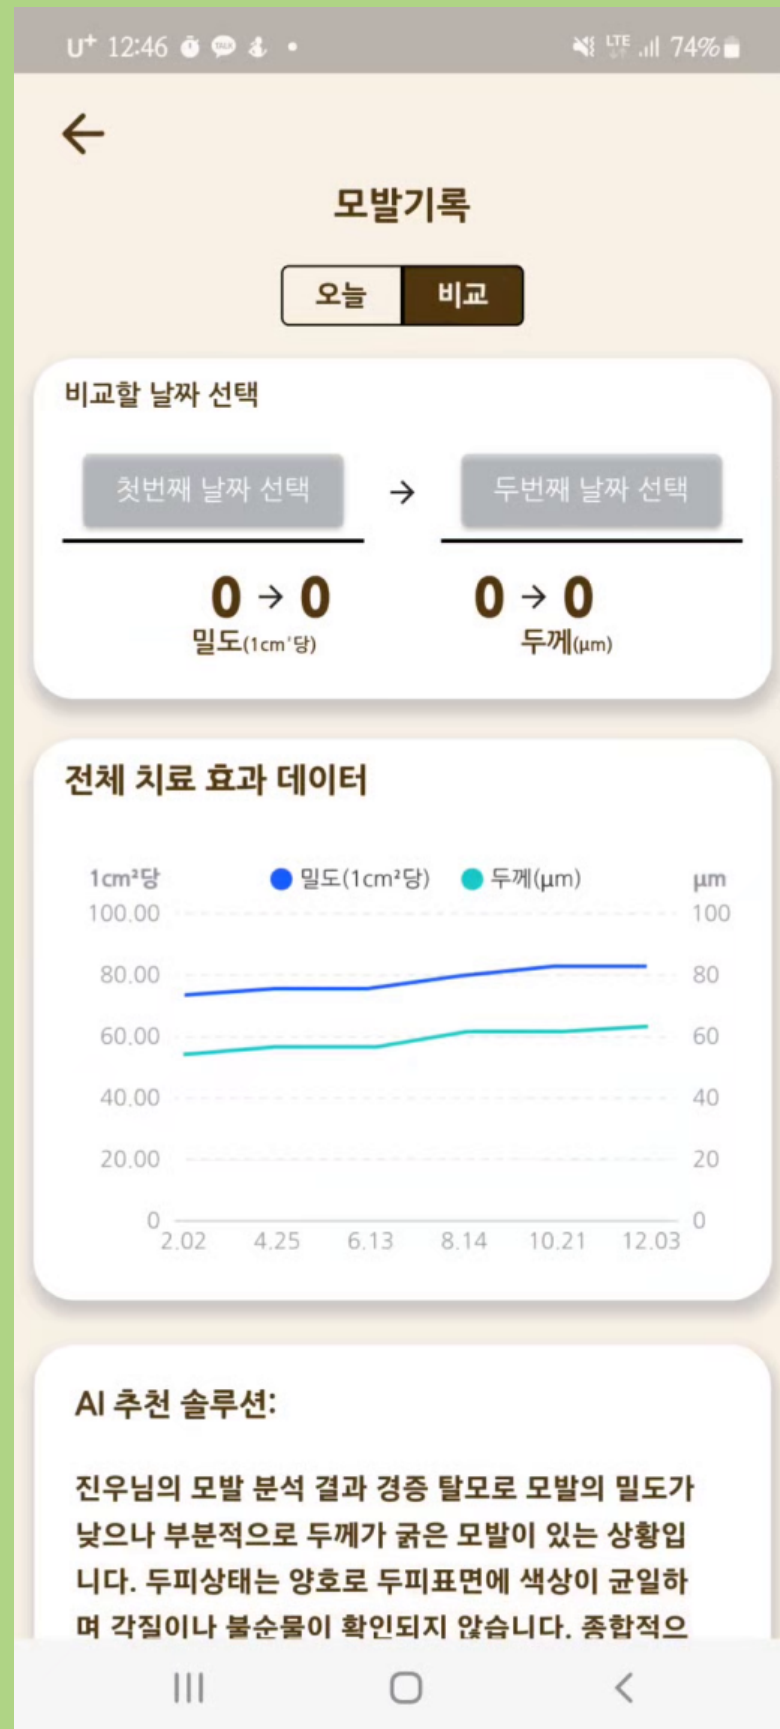 U+ 12:46
LTE 74%
모발기록
오늘 비교
비교할 날짜 선택
첫번째 날짜 선택 → 두번째 날짜 선택
0 → 0 0 → 0
밀도(1cm²당) 두께(μm)
전체 치료 효과 데이터
1cm²당 밀도(1cm²당) 두께(μm) μm
100.00 100
80.00 80
60.00 60
40.00 40
20.00 20
0 0
2.02 4.25 6.13 8.14 10.21 12.03
AI 추천 솔루션:
진우님의 모발 분석 결과 경증 탈모로 모발의 밀도가
낮으나 부분적으로 두께가 굵은 모발이 있는 상황입
니다. 두피상태는 양호로 두피표면에 색상이 균일하
며 각질이나 불순물이 확인되지 않습니다. 종합적으